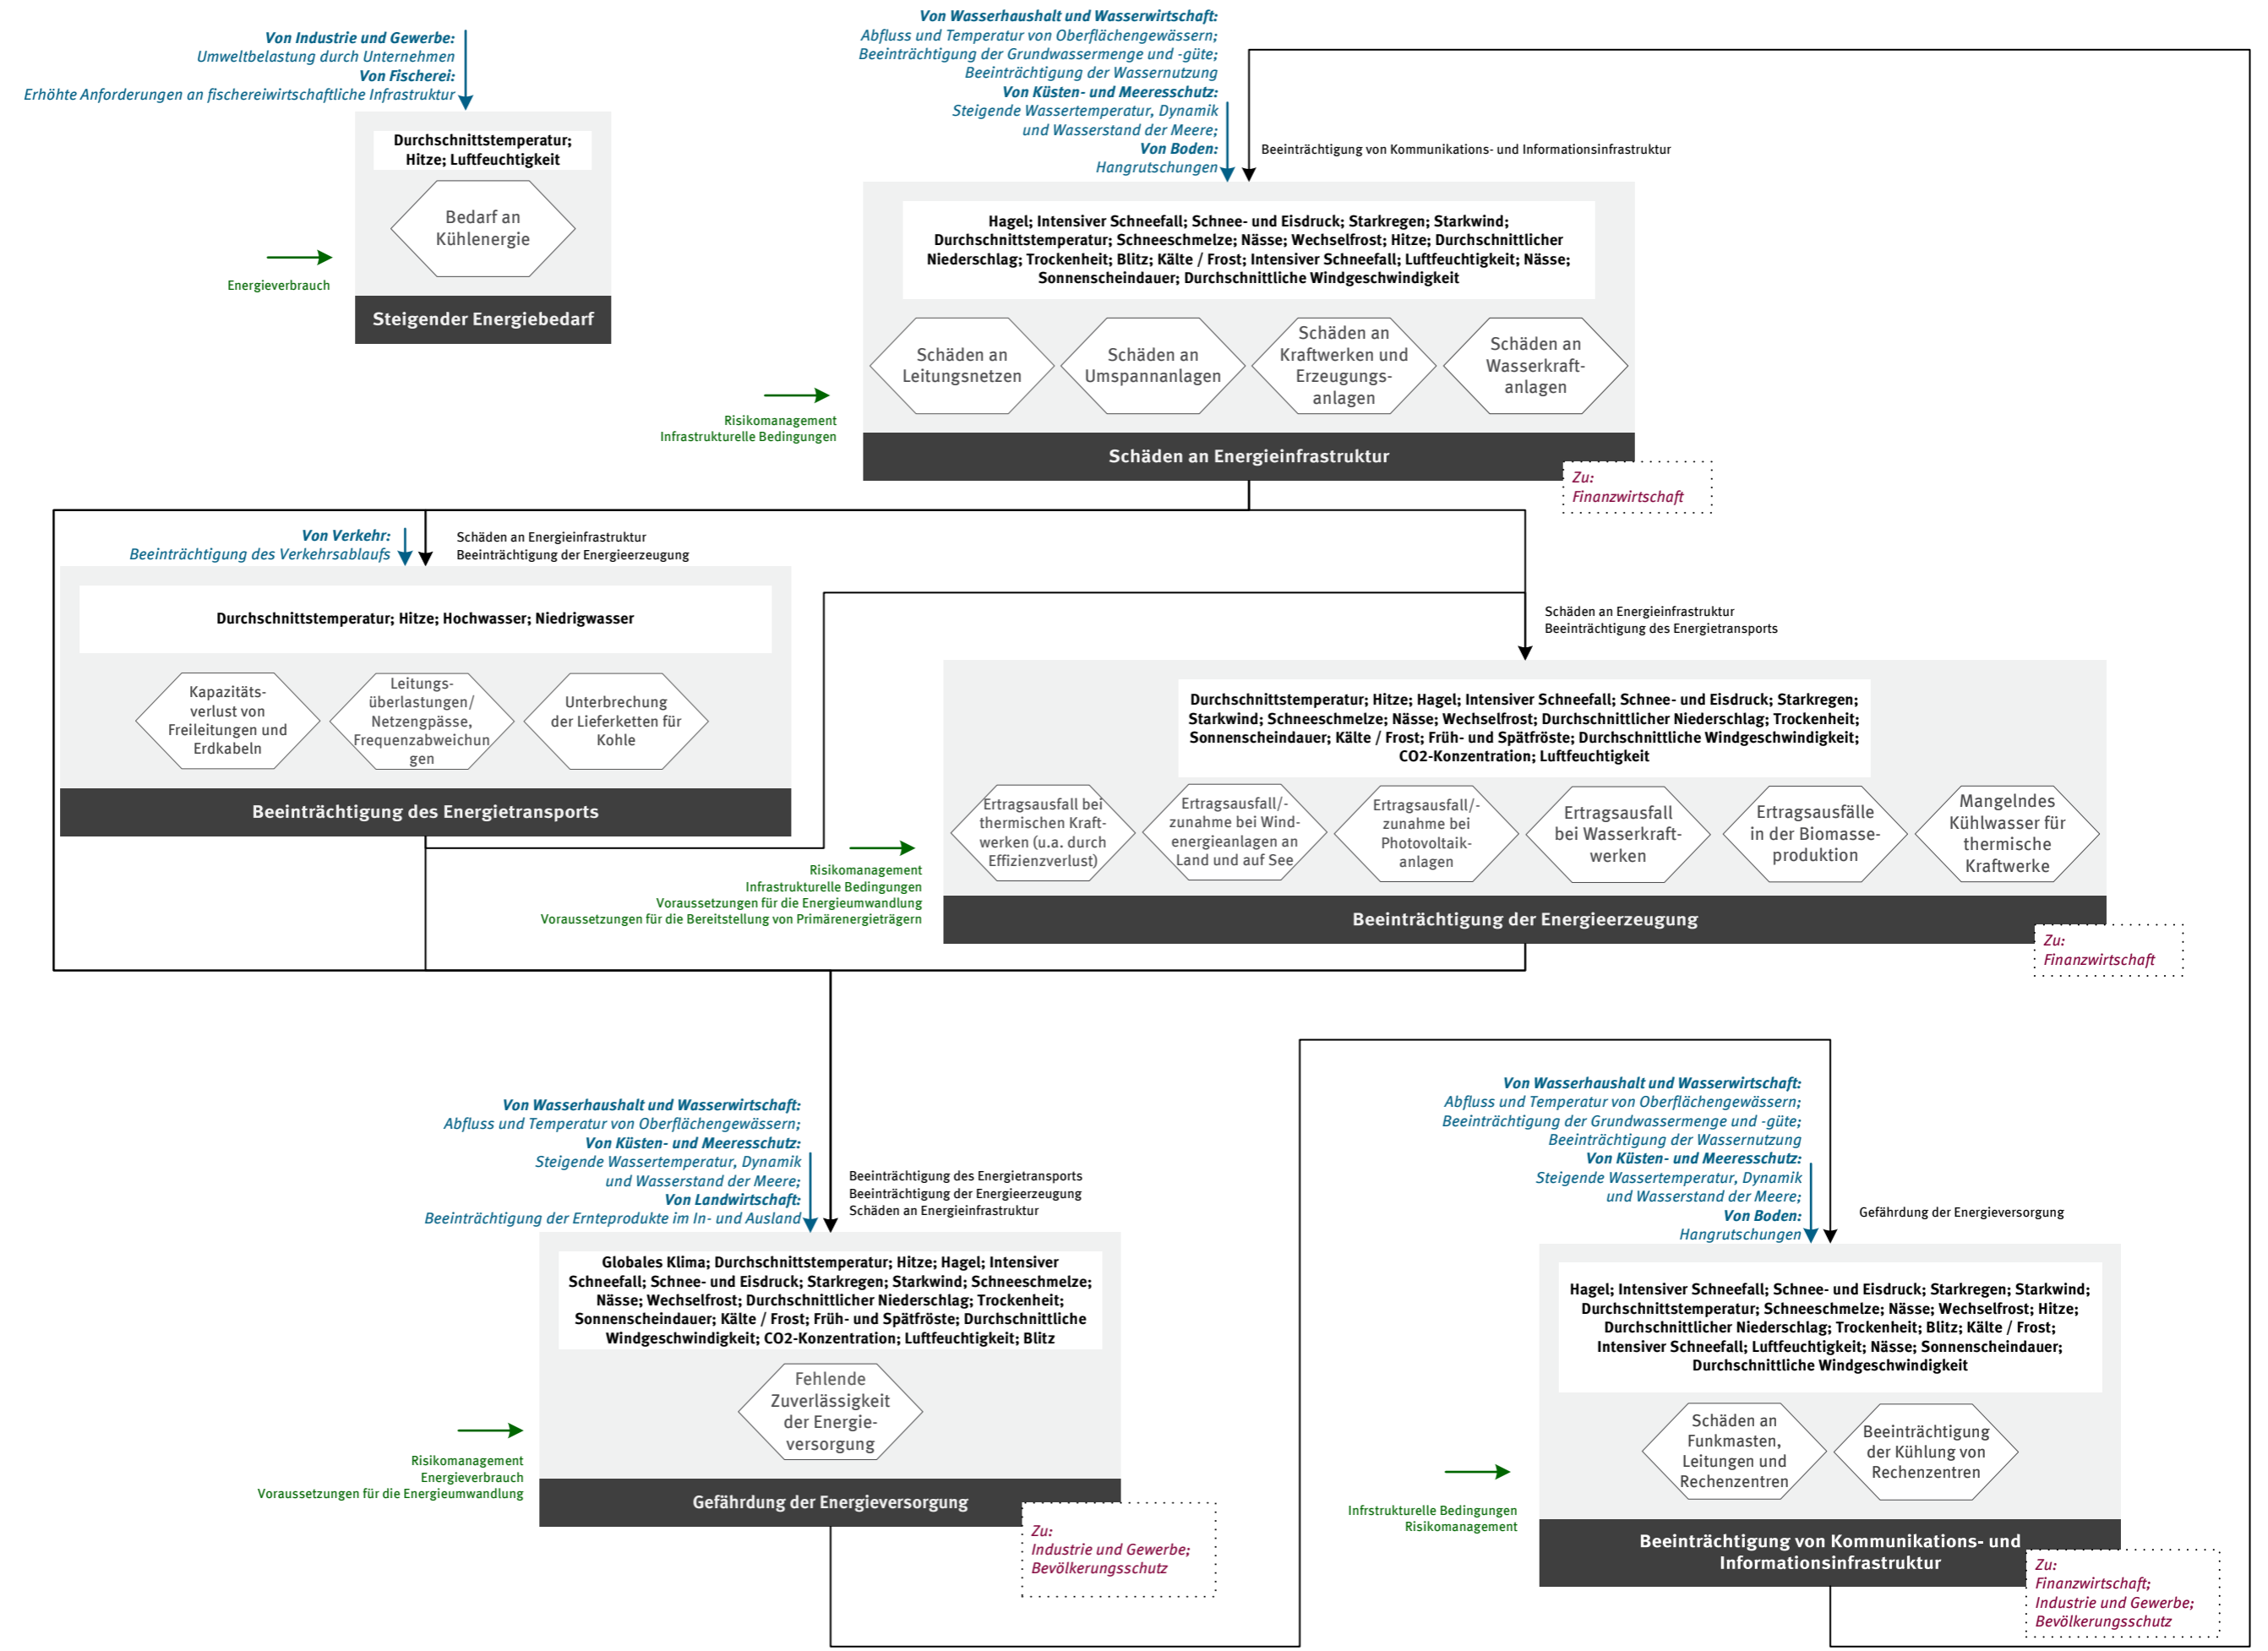 Von Industrie und Gewerbe:
Umweltbelastung durch Unternehmen
Von Fischerei:
Erhöhte Anforderungen an fischereiwirtschaftliche Infrastruktur
Durchschnittstemperatur;
Hitze; Luftfeuchtigkeit
Bedarf an
Kühlenergie
Energieverbrauch
Steigender Energiebedarf
Von Wasserhaushalt und Wasserwirtschaft:
Abfluss und Temperatur von Oberflächengewässern;
Beeinträchtigung der Grundwassermenge und -güte;
Beeinträchtigung der Wassernutzung
Von Küsten- und Meeresschutz:
Steigende Wassertemperatur, Dynamik
und Wasserstand der Meere;
Von Boden:
Hangrutschungen
Beeinträchtigung von Kommunikations- und Informationsinfrastruktur
Hagel; Intensiver Schneefall; Schnee- und Eisdruck; Starkregen; Starkwind;
Durchschnittstemperatur; Schneeschmelze; Nässe; Wechselfrost; Hitze; Durchschnittlicher
Niederschlag; Trockenheit; Blitz; Kälte / Frost; Intensiver Schneefall; Luftfeuchtigkeit; Nässe;
Sonnenscheindauer; Durchschnittliche Windgeschwindigkeit
Schäden an
Leitungsnetzen
Schäden an
Umspannanlagen
Schäden an
Kraftwerken und
Erzeugungs-
anlagen
Schäden an
Wasserkraft-
anlagen
Risikomanagement
Infrastrukturelle Bedingungen
Schäden an Energieinfrastruktur
Zu:
Finanzwirtschaft
Von Verkehr:
Beeinträchtigung des Verkehrsablaufs
Schäden an Energieinfrastruktur
Beeinträchtigung der Energieerzeugung
Durchschnittstemperatur; Hitze; Hochwasser; Niedrigwasser
Kapazitäts-
verlust von
Freileitungen und
Erdkabeln
Leitungs-
überlastungen/
Netzengpässe,
Frequenzabweichun
gen
Unterbrechung
der Lieferketten für
Kohle
Beeinträchtigung des Energietransports
Schäden an Energieinfrastruktur
Beeinträchtigung des Energietransports
Durchschnittstemperatur; Hitze; Hagel; Intensiver Schneefall; Schnee- und Eisdruck; Starkregen;
Starkwind; Schneeschmelze; Nässe; Wechselfrost; Durchschnittlicher Niederschlag; Trockenheit;
Sonnenscheindauer; Kälte / Frost; Früh- und Spätfröste; Durchschnittliche Windgeschwindigkeit;
CO2-Konzentration; Luftfeuchtigkeit
Ertragsausfall bei
thermischen Kraft-
werken (u.a. durch
Effizienzverlust)
Ertragsausfall/-
zunahme bei Wind-
energieanlagen an
Land und auf See
Ertragsausfall/-
zunahme bei
Photovoltaik-
anlagen
Ertragsausfall
bei Wasserkraft-
werken
Ertragsausfälle
in der Biomasse-
produktion
Mangelndes
Kühlwasser für
thermische
Kraftwerke
Risikomanagement
Infrastrukturelle Bedingungen
Voraussetzungen für die Energieumwandlung
Voraussetzungen für die Bereitstellung von Primärenergieträgern
Beeinträchtigung der Energieerzeugung
Zu:
Finanzwirtschaft
Von Wasserhaushalt und Wasserwirtschaft:
Abfluss und Temperatur von Oberflächengewässern;
Von Küsten- und Meeresschutz:
Steigende Wassertemperatur, Dynamik
und Wasserstand der Meere;
Von Landwirtschaft:
Beeinträchtigung der Ernteprodukte im In- und Ausland
Beeinträchtigung des Energietransports
Beeinträchtigung der Energieerzeugung
Schäden an Energieinfrastruktur
Globales Klima; Durchschnittstemperatur; Hitze; Hagel; Intensiver
Schneefall; Schnee- und Eisdruck; Starkregen; Starkwind; Schneeschmelze;
Nässe; Wechselfrost; Durchschnittlicher Niederschlag; Trockenheit;
Sonnenscheindauer; Kälte / Frost; Früh- und Spätfröste; Durchschnittliche
Windgeschwindigkeit; CO2-Konzentration; Luftfeuchtigkeit; Blitz
Fehlende
Zuverlässigkeit
der Energie-
versorgung
Risikomanagement
Energieverbrauch
Voraussetzungen für die Energieumwandlung
Gefährdung der Energieversorgung
Zu:
Industrie und Gewerbe;
Bevölkerungsschutz
Von Wasserhaushalt und Wasserwirtschaft:
Abfluss und Temperatur von Oberflächengewässern;
Beeinträchtigung der Grundwassermenge und -güte;
Beeinträchtigung der Wassernutzung
Von Küsten- und Meeresschutz:
Steigende Wassertemperatur, Dynamik
und Wasserstand der Meere;
Von Boden:
Hangrutschungen
Gefährdung der Energieversorgung
Hagel; Intensiver Schneefall; Schnee- und Eisdruck; Starkregen; Starkwind;
Durchschnittstemperatur; Schneeschmelze; Nässe; Wechselfrost; Hitze;
Durchschnittlicher Niederschlag; Trockenheit; Blitz; Kälte / Frost;
Intensiver Schneefall; Luftfeuchtigkeit; Nässe; Sonnenscheindauer;
Durchschnittliche Windgeschwindigkeit
Schäden an
Funkmasten,
Leitungen und
Rechenzentren
Beeinträchtigung
der Kühlung von
Rechenzentren
Infrstrukturelle Bedingungen
Risikomanagement
Beeinträchtigung von Kommunikations- und
Informationsinfrastruktur
Zu:
Finanzwirtschaft;
Industrie und Gewerbe;
Bevölkerungsschutz